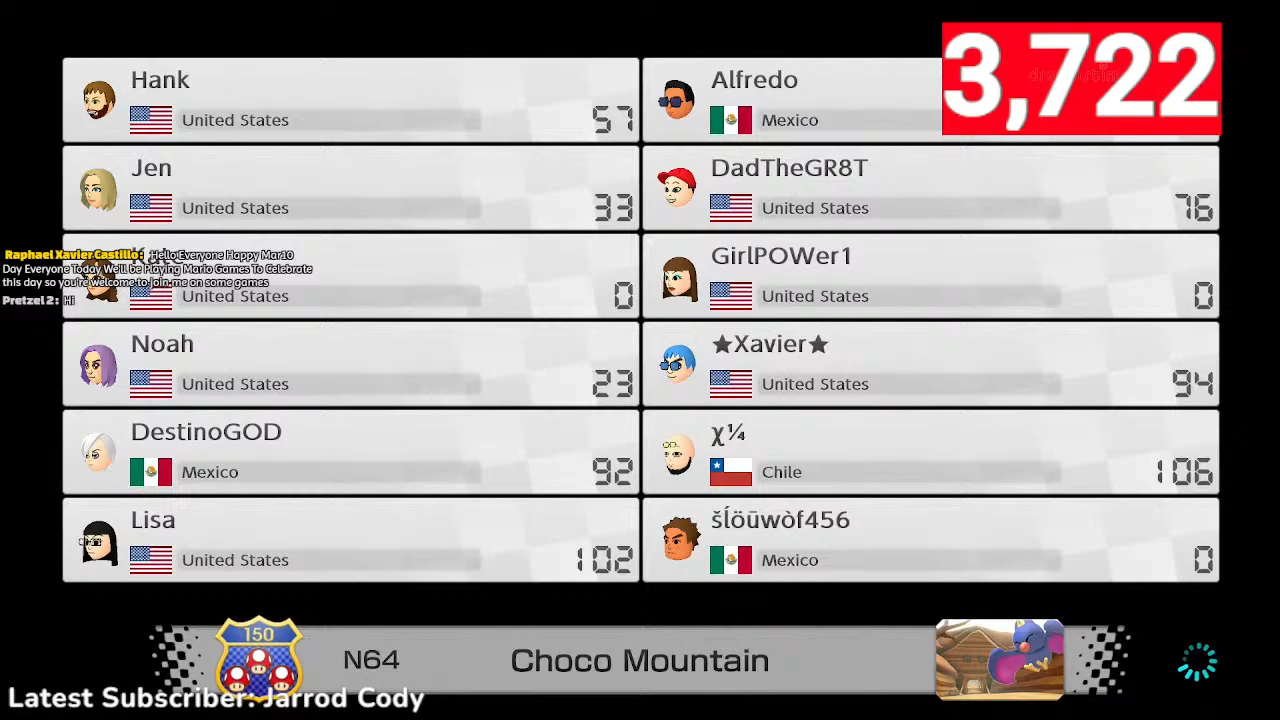 3,722
Hank
United States
57
Alfredo
Mexico
Jen
United States
33
DadTheGR8T
United States
76
Raphael Xavier Castillo: Hello Everyone Happy Mar10
Day Everyone Today We'll be Playing Mario Games To Celebrate
this day so you're welcome to join me on some games
Pretzel 2: Hi
United States
0
GirlPOWer1
United States
0
Noah
United States
23
★Xavier★
United States
94
DestinoGOD
Mexico
92
χ¼
Chile
106
Lisa
United States
102
šĺöūwòf456
Mexico
0
150
N64
Choco Mountain
Latest Subscriber: Jarrod Cody